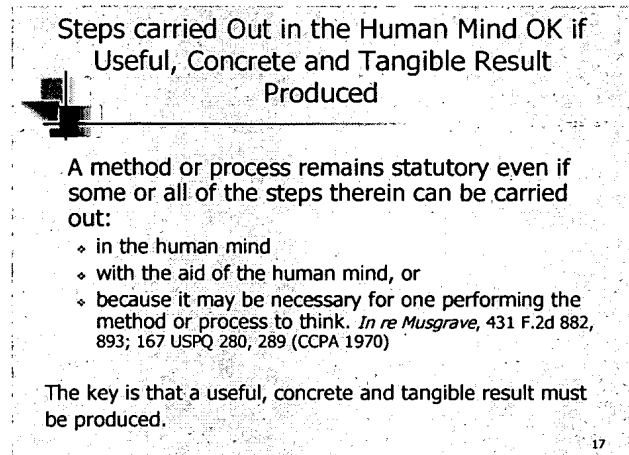 Steps carried Out in the Human Mind OK if
Useful, Concrete and Tangible Result
Produced
A method or process remains statutory even if
some or all of the steps therein can be carried
out:
in the human mind
with the aid of the human mind, or
because it may be necessary for one performing the
method or process to think. In re Musgrave, 431 F.2d 882,
893; 167 USPQ 280, 289 (CCPA 1970)
The key is that a useful, concrete and tangible result must
be produced.
17